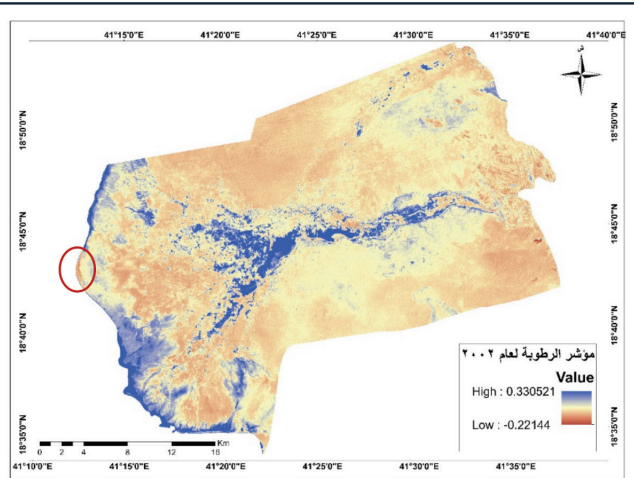 41°15'0"E 41°20'0"E 41°25'0"E 41°30'0"E 41°35'0"E 41°40'0"E
ش
18°50'0"N 18°50'0"N
18°45'0"N 18°45'0"N
18°40'0"N 18°40'0"N
18°35'0"N 18°35'0"N
مؤشر الرطوبة لعام ٢٠٠٢
Value
High : 0.330521
Low : -0.22144
Km
0 2 4 8 12 16
41°10'0"E 41°15'0"E 41°20'0"E 41°25'0"E 41°30'0"E 41°35'0"E